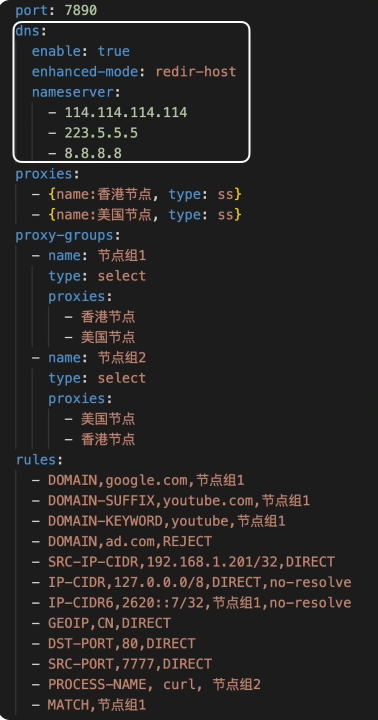 port: 7890
dns:
  enable: true
  enhanced-mode: redir-host
  nameserver:
    - 114.114.114.114
    - 223.5.5.5
    - 8.8.8.8
proxies:
  - {name:香港节点, type: ss}
  - {name:美国节点, type: ss}
proxy-groups:
  - name: 节点组1
    type: select
    proxies:
      - 香港节点
      - 美国节点
  - name: 节点组2
    type: select
    proxies:
      - 美国节点
      - 香港节点
rules:
  - DOMAIN,google.com,节点组1
  - DOMAIN-SUFFIX,youtube.com,节点组1
  - DOMAIN-KEYWORD,youtube,节点组1
  - DOMAIN,ad.com,REJECT
  - SRC-IP-CIDR,192.168.1.201/32,DIRECT
  - IP-CIDR,127.0.0.0/8,DIRECT,no-resolve
  - IP-CIDR6,2620::7/32,节点组1,no-resolve
  - GEOIP,CN,DIRECT
  - DST-PORT,80,DIRECT
  - SRC-PORT,7777,DIRECT
  - PROCESS-NAME, curl, 节点组2
  - MATCH,节点组1